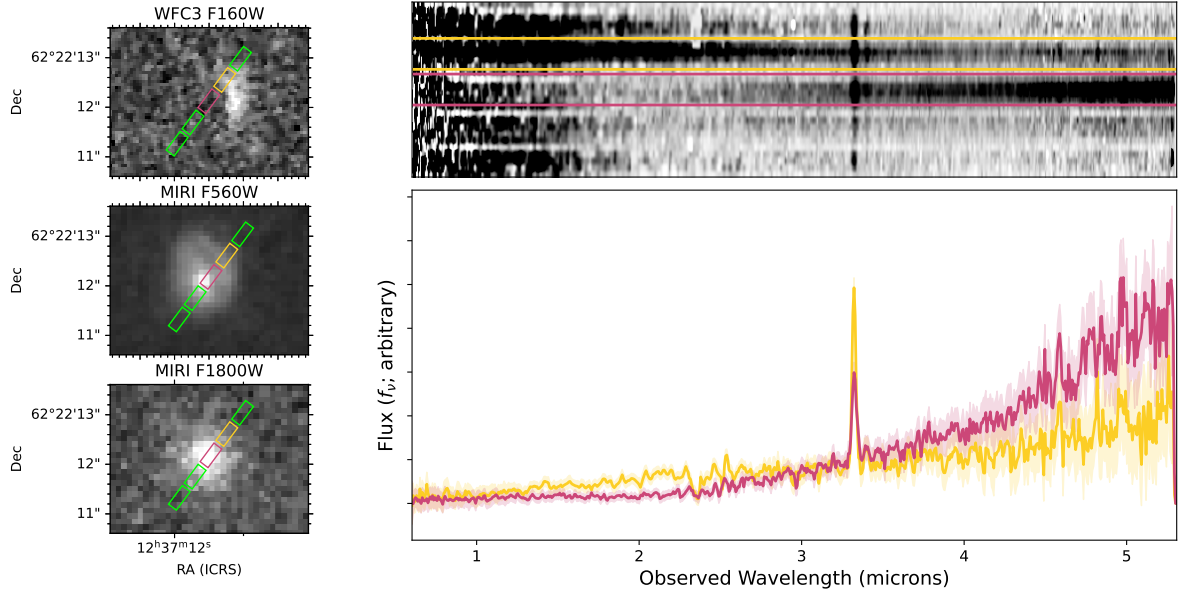 WFC3 F160W
62°22'13"
12"
11"
Dec
MIRI F560W
62°22'13"
12"
11"
Dec
MIRI F1800W
62°22'13"
12"
11"
Dec
12ʰ37ᵐ12ˢ
RA (ICRS)
Flux (fν; arbitrary)
1 2 3 4 5
Observed Wavelength (microns)